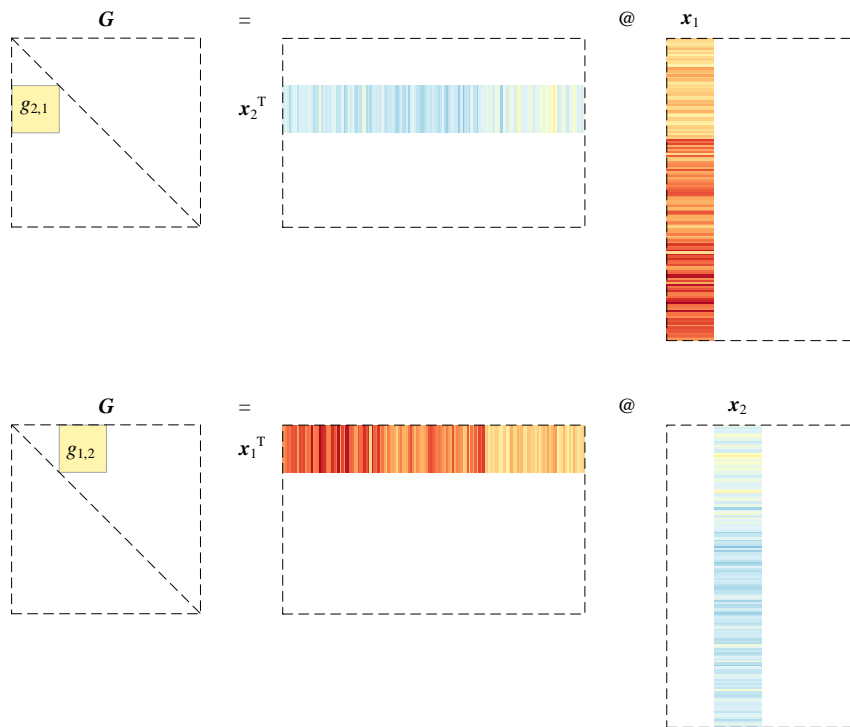 G = @ x₁
g₂,₁ x₂ᵀ
G = @ x₂
g₁,₂ x₁ᵀ